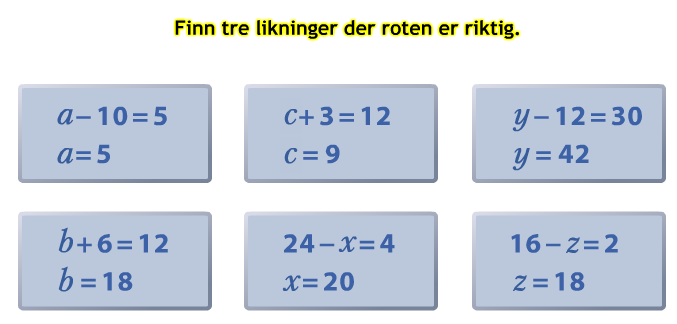 Finn tre likninger der roten er riktig.
a − 10 = 5
a = 5
c + 3 = 12
c = 9
y − 12 = 30
y = 42
b + 6 = 12
b = 18
24 − x = 4
x = 20
16 − z = 2
z = 18